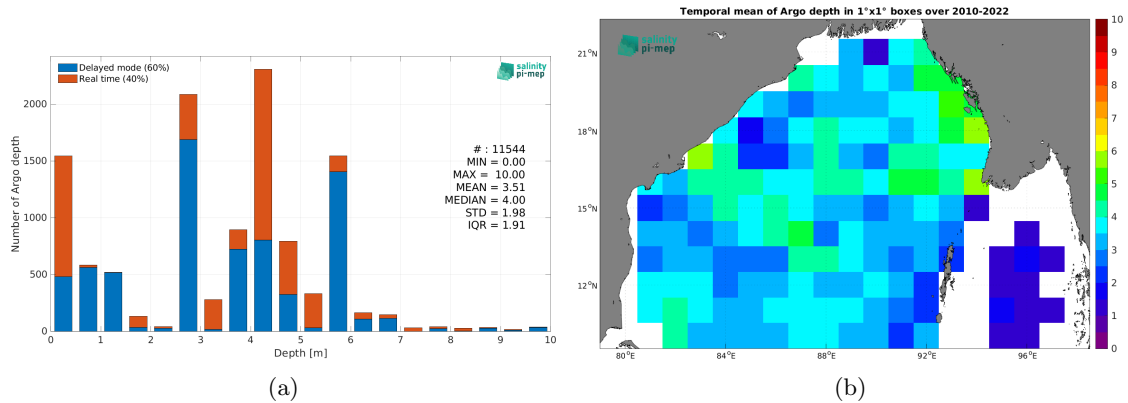 Delayed mode (60%)
Real time (40%)
salinity
pi-mep
# : 11544
MIN = 0.00
MAX = 10.00
MEAN = 3.51
MEDIAN = 4.00
STD = 1.98
IQR = 1.91
Number of Argo depth
2000
1500
1000
500
0
0 1 2 3 4 5 6 7 8 9 10
Depth [m]
(a)
Temporal mean of Argo depth in 1°x1° boxes over 2010-2022
salinity
pi-mep
21°N
18°N
15°N
12°N
80°E 84°E 88°E 92°E 96°E
10
9
8
7
6
5
4
3
2
1
0
(b)